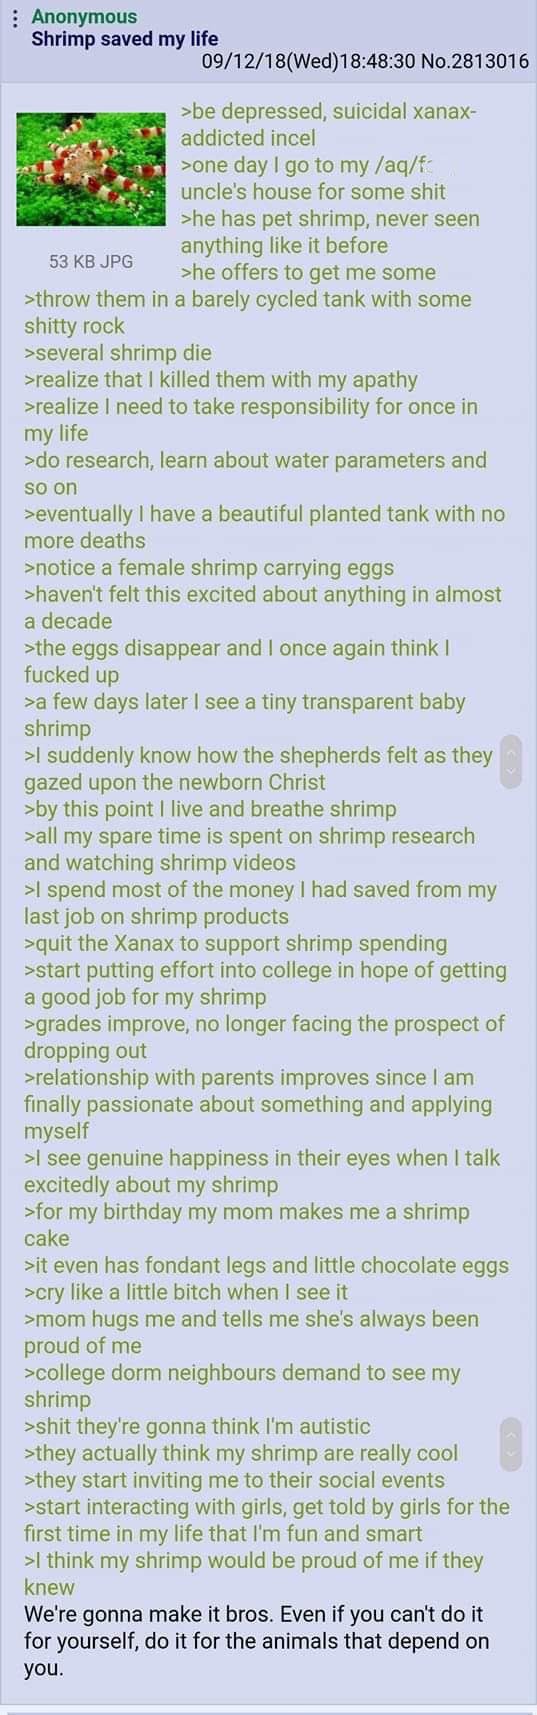 Anonymous
Shrimp saved my life
09/12/18(Wed)18:48:30 No.2813016
53 KB JPG
>be depressed, suicidal xanax-
addicted incel
>one day I go to my
uncle's house for some shit
>he has pet shrimp, never seen
anything like it before
>he offers to get me some
>throw them in a barely cycled tank with some
shitty rock
>several shrimp die
>realize that I killed them with my apathy
>realize I need to take responsibility for once in
my life
>do research, learn about water parameters and
so on
>eventually I have a beautiful planted tank with no
more deaths
>notice a female shrimp carrying eggs
>haven't felt this excited about anything in almost
a decade
>the eggs disappear and I once again think I
fucked up
>a few days later I see a tiny transparent baby
shrimp
>I suddenly know how the shepherds felt as they
gazed upon the newborn Christ
>by this point I live and breathe shrimp
>all my spare time is spent on shrimp research
and watching shrimp videos
>I spend most of the money I had saved from my
last job on shrimp products
>quit the Xanax to support shrimp spending
>start putting effort into college in hope of getting
a good job for my shrimp
>grades improve, no longer facing the prospect of
dropping out
>relationship with parents improves since I am
finally passionate about something and applying
myself
>I see genuine happiness in their eyes when I talk
excitedly about my shrimp
>for my birthday my mom makes me a shrimp
cake
>it even has fondant legs and little chocolate eggs
>cry like a little bitch when I see it
>mom hugs me and tells me she's always been
proud of me
>college dorm neighbours demand to see my
shrimp
>shit they're gonna think I'm autistic
>they actually think my shrimp are really cool
>they start inviting me to their social events
>start interacting with girls, get told by girls for the
first time in my life that I'm fun and smart
>I think my shrimp would be proud of me if they
knew
We're gonna make it bros. Even if you can't do it
for yourself, do it for the animals that depend on
you.